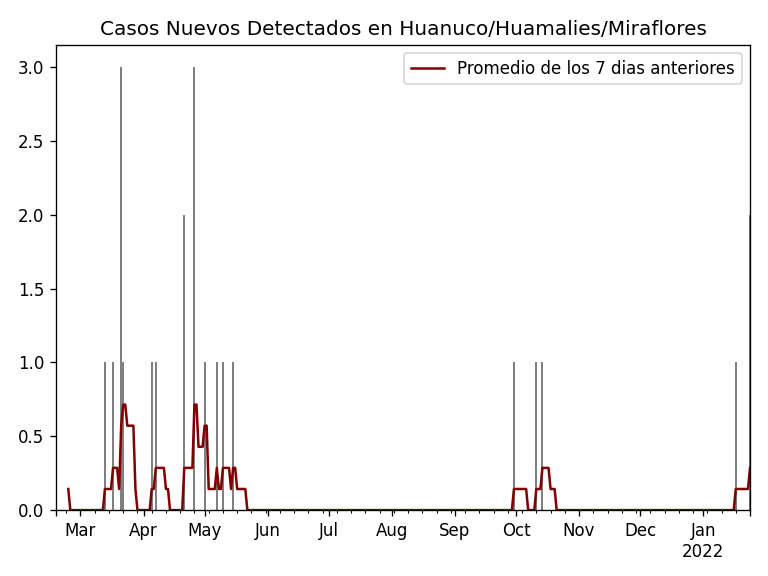 Casos Nuevos Detectados en Huanuco/Huamalies/Miraflores
Promedio de los 7 dias anteriores
3.0
2.5
2.0
1.5
1.0
0.5
0.0
Mar Apr May Jun Jul Aug Sep Oct Nov Dec Jan
2022